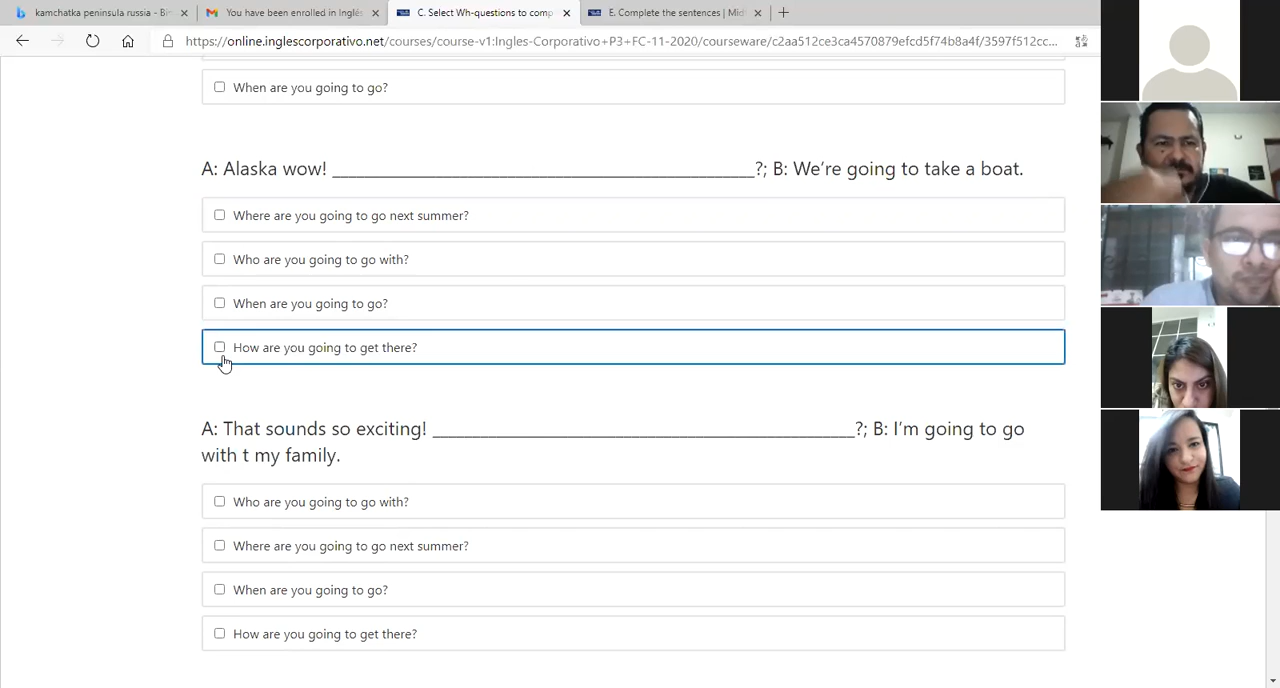 kamchatka peninsula russia - Bi
You have been enrolled in Inglés
C. Select Wh-questions to comp
E. Complete the sentences | Mid
https://online.inglescorporativo.net/courses/course-v1:Ingles-Corporativo+P3+FC-11-2020/courseware/c2aa512ce3ca4570879efcd5f74b8a4f/3597f512cc...
When are you going to go?
A: Alaska wow! ______________________________________________?; B: We're going to take a boat.
Where are you going to go next summer?
Who are you going to go with?
When are you going to go?
How are you going to get there?
A: That sounds so exciting! ______________________________________________?; B: I'm going to go
with t my family.
Who are you going to go with?
Where are you going to go next summer?
When are you going to go?
How are you going to get there?